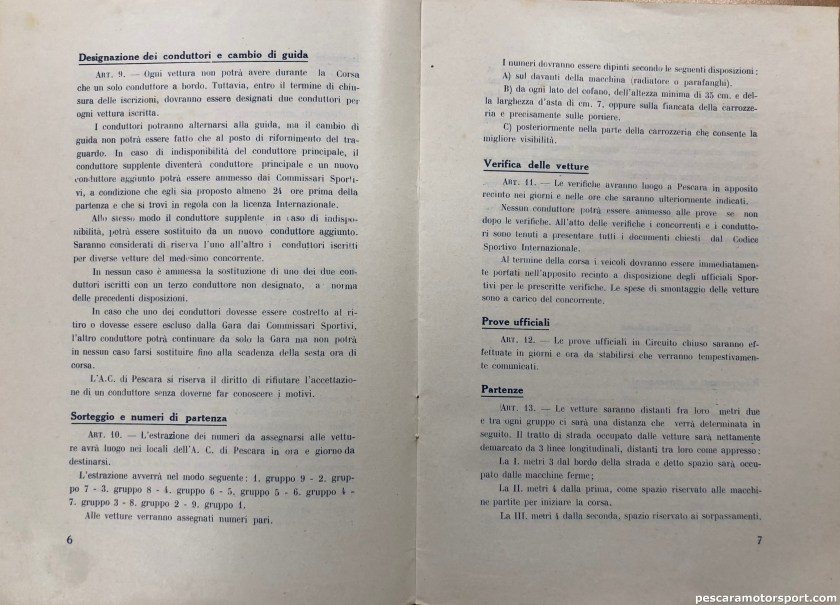 Designazione dei conduttori e cambio di guida
ART. 9. — Ogni vettura non potrà avere durante la Corsa
che un solo conduttore a bordo. Tuttavia, entro il termine di chiu-
sura delle iscrizioni, dovranno essere designati due conduttori per
ogni vettura iscritta.
I conduttori potranno alternarsi alla guida, ma il cambio di
guida non potrà essere fatto che al posto di rifornimento del tra-
guardo. In caso di indisponibilità del conduttore principale, il
conduttore supplente diventerà conduttore principale e un nuovo
conduttore aggiunto potrà essere ammesso dai Commissari Sporti-
vi, a condizione che egli sia proposto almeno 24 ore prima della
partenza e che si trovi in regola con la licenza Internazionale.
Allo stesso modo il conduttore supplente in caso di indispo-
nibilità, potrà essere sostituito da un nuovo conduttore aggiunto.
Saranno considerati di riserva l'uno all'altro i conduttori iscritti
per diverse vetture del medesimo concorrente.
In nessun caso è ammessa la sostituzione di uno dei due con-
duttori iscritti con un terzo conduttore non designato, a norma
delle precedenti disposizioni.
In caso che uno dei conduttori dovesse essere costretto al ri-
tiro o dovesse essere escluso dalla Gara dai Commissari Sportivi,
l'altro conduttore potrà continuare da solo la Gara ma non potrà
in nessun caso farsi sostituire fino alla scadenza della sesta ora di
corsa.
L'A.C. di Pescara si riserva il diritto di rifiutare l'accettazio-
ne di un conduttore senza doverne far conoscere i motivi.
Sorteggio e numeri di partenza
ART. 10. — L'estrazione dei numeri da assegnarsi alle vettu-
re avrà luogo nei locali dell'A. C. di Pescara in ora e giorno da
destinarsi.
L'estrazione avverrà nel modo seguente: 1. gruppo 9 - 2. grup-
po 7 - 3. gruppo 8 - 4. gruppo 6 - 5. gruppo 5 - 6. gruppo 4 -
7. gruppo 3 - 8. gruppo 2 - 9. gruppo 1.
Alle vetture verranno assegnati numeri pari.
6
I numeri dovranno essere dipinti secondo le seguenti disposizioni:
A) sul davanti della macchina (radiatore o parafanghi).
B) da ogni lato del cofano, dell'altezza minima di 35 cm. e del-
la larghezza d'asta di cm. 7, oppure sulla fiancata della carrozze-
ria e precisamente sulle portiere.
C) posteriormente nella parte della carrozzeria che consente la
migliore visibilità.
Verifica delle vetture
ART. 11. — Le verifiche avranno luogo a Pescara in apposito
recinto nei giorni e nelle ore che saranno ulteriormente indicati.
Nessun conduttore potrà essere ammesso alle prove se non
dopo le verifiche. All'atto delle verifiche i concorrenti e i condutto-
ri sono tenuti a presentare tutti i documenti chiesti dal Codice
Sportivo Internazionale.
Al termine della corsa i veicoli dovranno essere immediatamen-
te portati nell'apposito recinto a disposizione degli ufficiali Spor-
tivi per le prescritte verifiche. Le spese di smontaggio delle vetture
sono a carico del concorrente.
Prove ufficiali
ART. 12. — Le prove ufficiali in Circuito chiuso saranno ef-
fettuate in giorni e ora da stabilirsi che verranno tempestivamen-
te comunicati.
Partenze
ART. 13. — Le vetture saranno distanti fra loro metri due
e tra ogni gruppo ci sarà una distanza che verrà determinata in
seguito. Il tratto di strada occupato dalle vetture sarà nettamente
demarcato da 3 linee longitudinali, distanti tra loro come appresso:
La I. metri 3 dal bordo della strada e detto spazio sarà occu-
pato dalle macchine ferme;
La II. metri 4 dalla prima, come spazio riservato alle macchi-
ne partite per iniziare la corsa.
La III. metri 4 dalla seconda, spazio riservato ai sorpassamenti.
7
pescaramotorsport.com